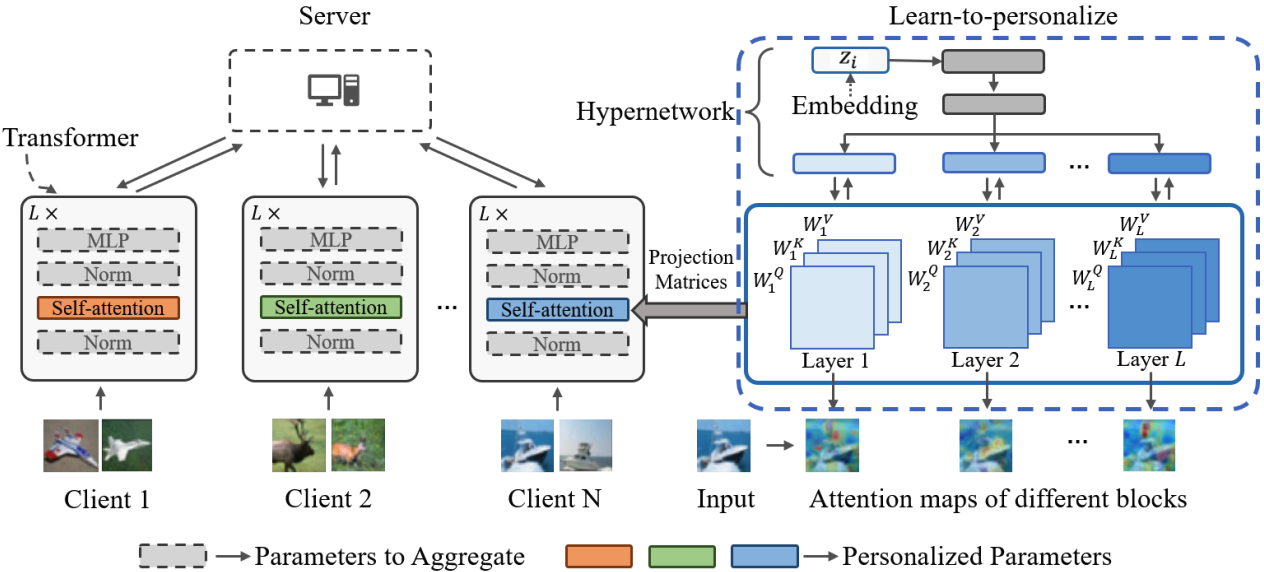 Server
Learn-to-personalize
z_i
Embedding
Hypernetwork
...
Transformer
L ×
MLP
Norm
Self-attention
Norm
L ×
MLP
Norm
Self-attention
Norm
...
L ×
MLP
Norm
Self-attention
Norm
Projection
Matrices
W_1^V
W_1^K
W_1^Q
Layer 1
W_2^V
W_2^K
W_2^Q
Layer 2
...
W_L^V
W_L^K
W_L^Q
Layer L
...
Client 1
Client 2
Client N
Input
Attention maps of different blocks
Parameters to Aggregate
Personalized Parameters